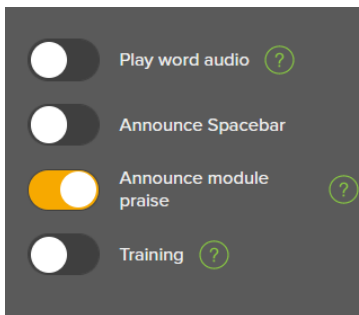 Play word audio ?
Announce Spacebar
Announce module
praise ?
Training ?